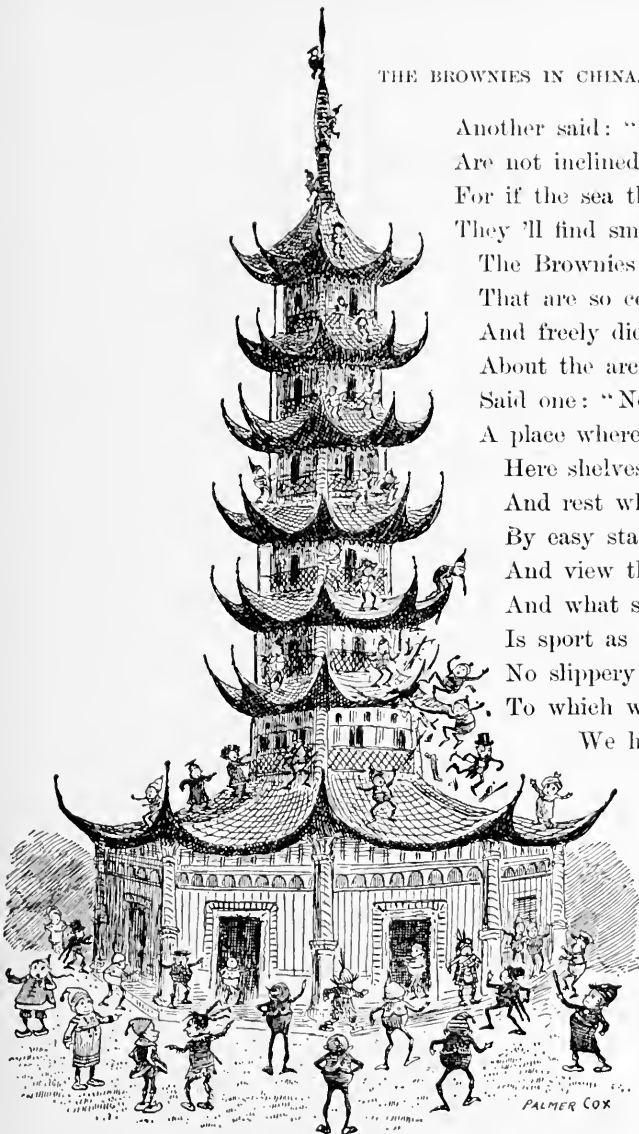 THE BROWNIES IN CHINA.
Another said: "
Are not inclined
For if the sea th
They 'll find sm
The Brownies
That are so ce
And freely did
About the arc
Said one: "No
A place where
Here shelves
And rest wh
By easy sta
And view th
And what s
Is sport as
No slippery
To which w
We h
PALMER COX